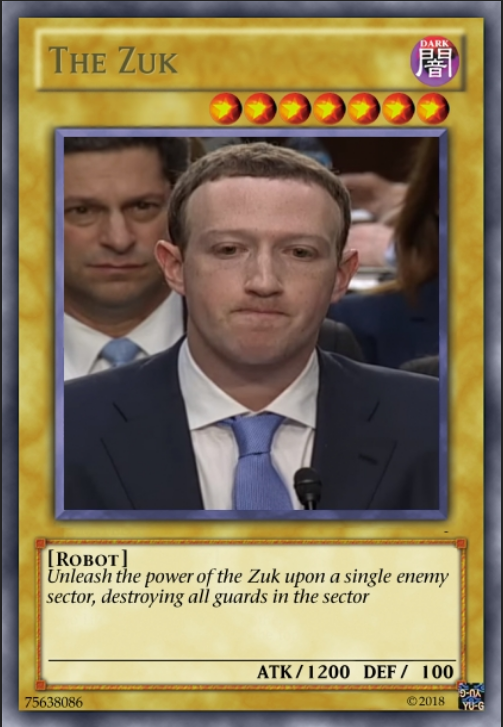 The Zuk
DARK
闇
[Robot]
Unleash the power of the Zuk upon a single enemy
sector, destroying all guards in the sector
ATK/1200 DEF/ 100
75638086
©2018